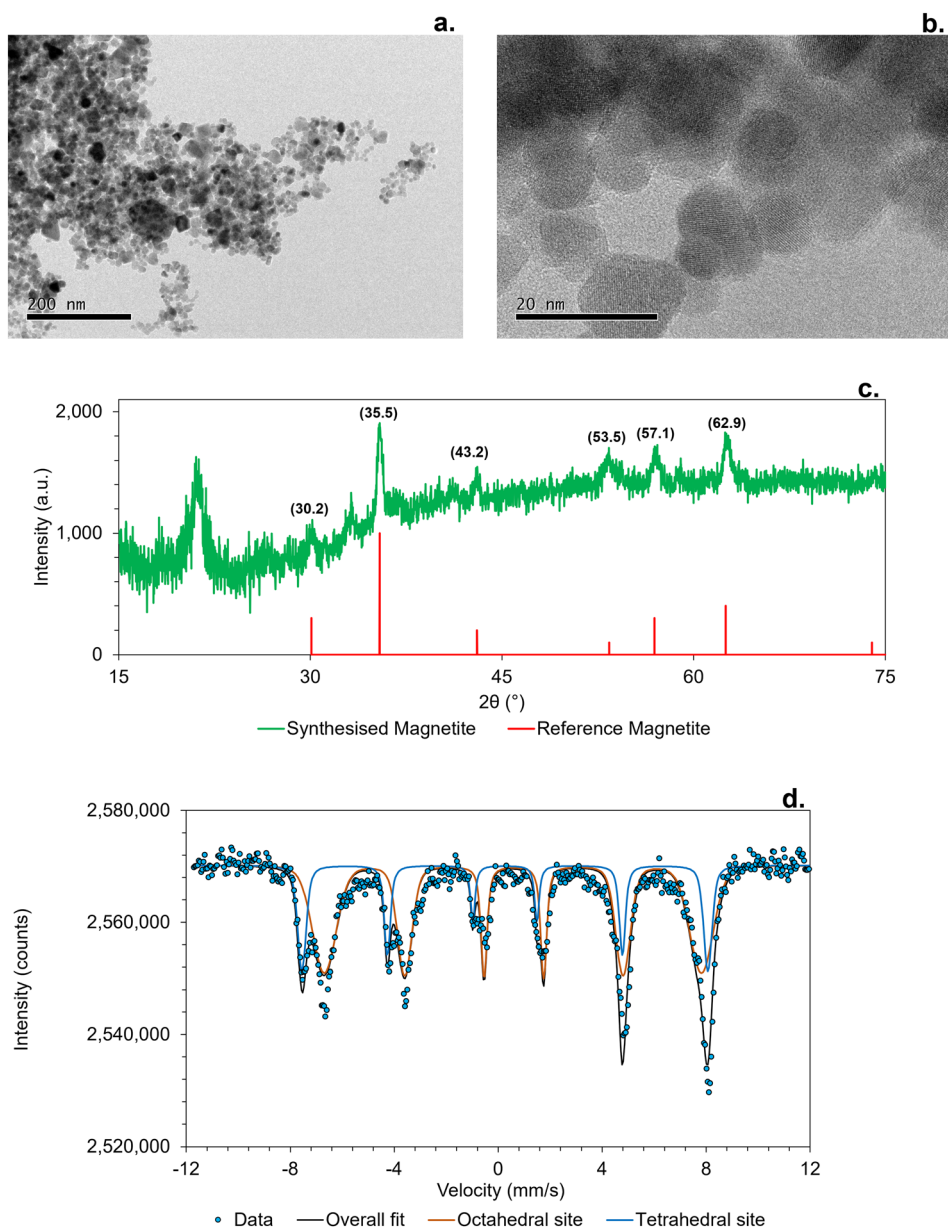 a.
b.
200 nm
20 nm
c.
2,000
(35.5)
(62.9)
(57.1)
(53.5)
(43.2)
(30.2)
1,000
Intensity (a.u.)
0
15
30
45
60
75
2θ (°)
Synthesised Magnetite
Reference Magnetite
d.
2,580,000
2,560,000
2,540,000
2,520,000
Intensity (counts)
-12
-8
-4
0
4
8
12
Velocity (mm/s)
Data
Overall fit
Octahedral site
Tetrahedral site